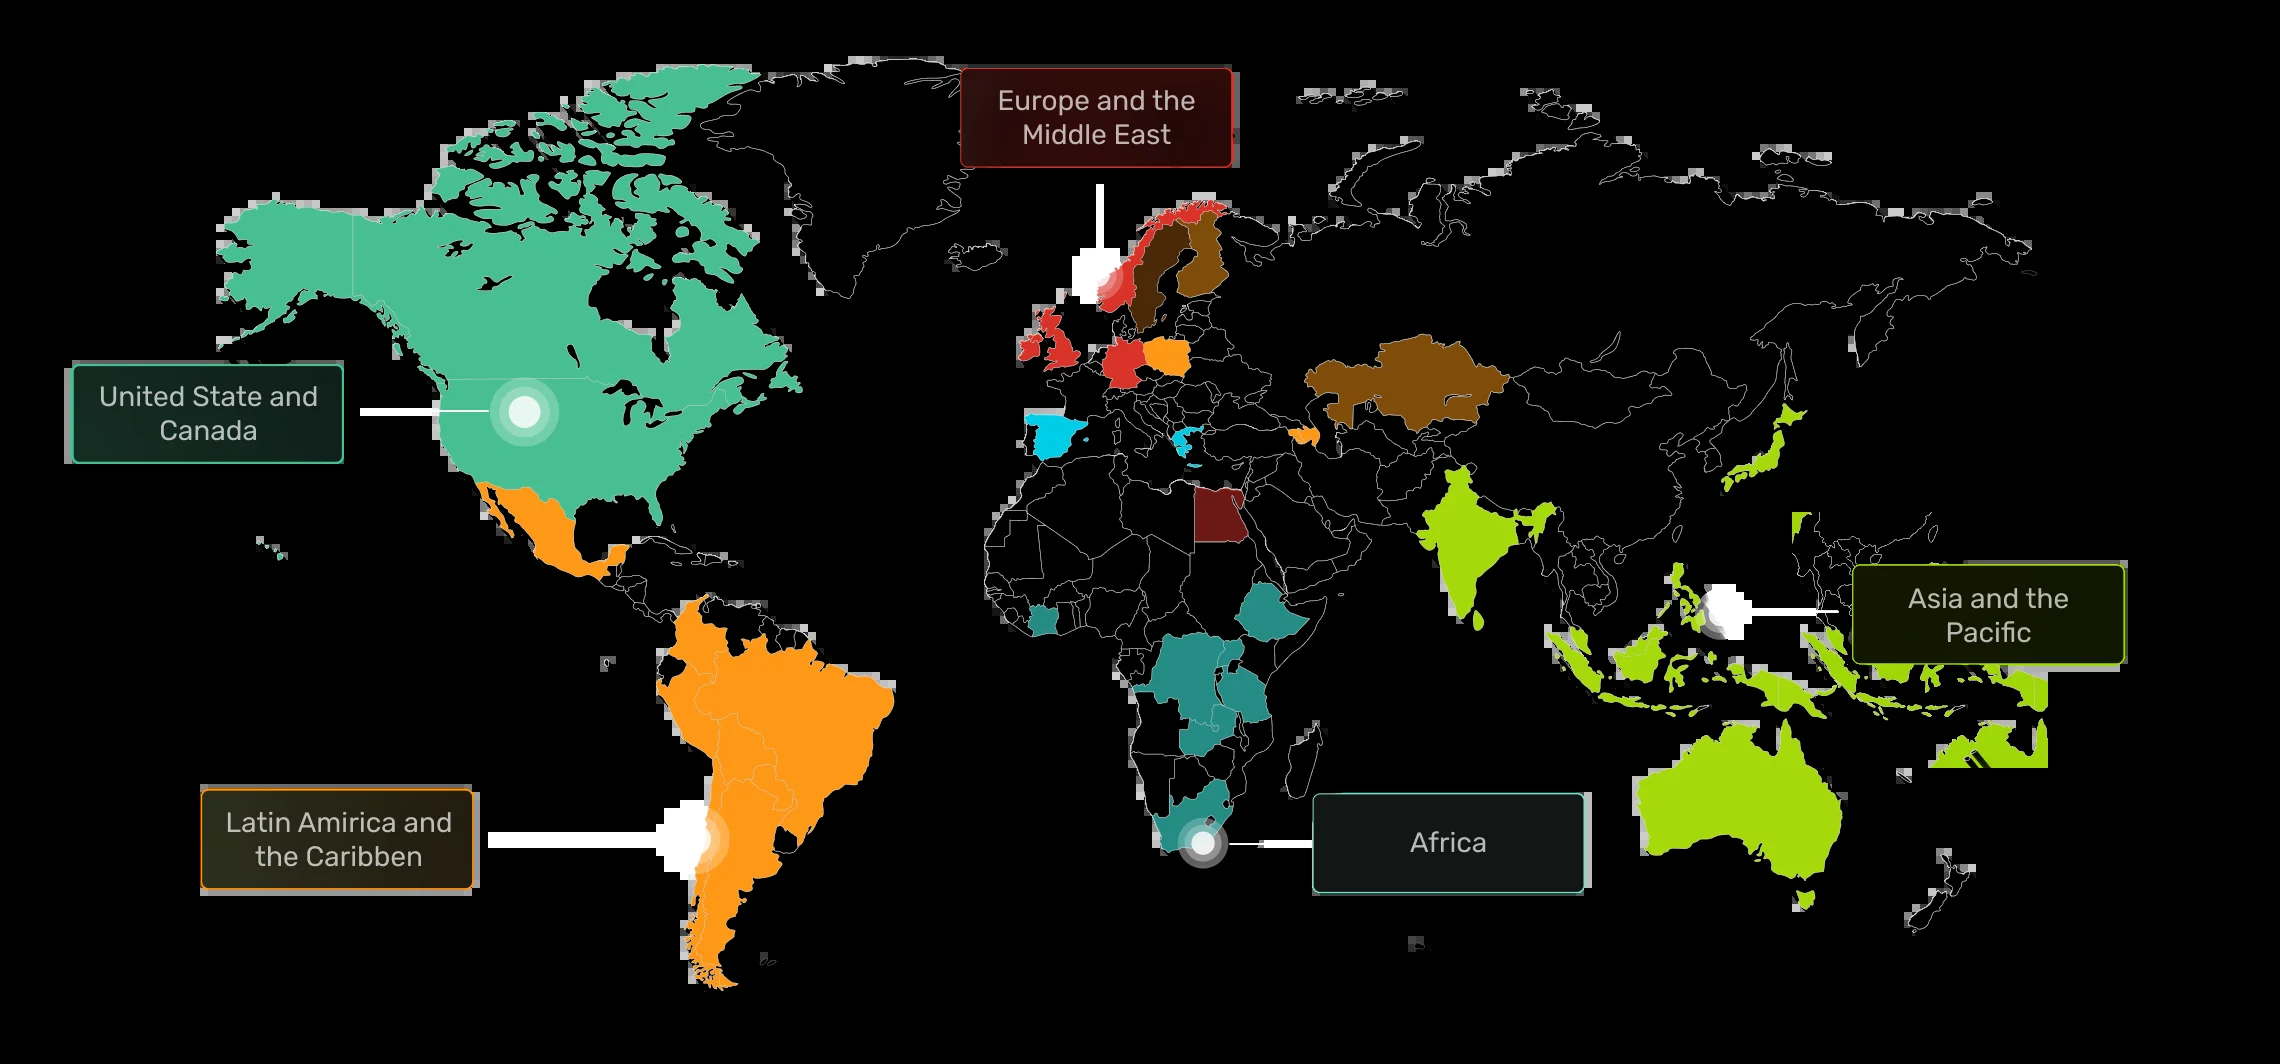 Europe and the
Middle East
United State and
Canada
Asia and the
Pacific
Latin Amirica and
the Caribben
Africa